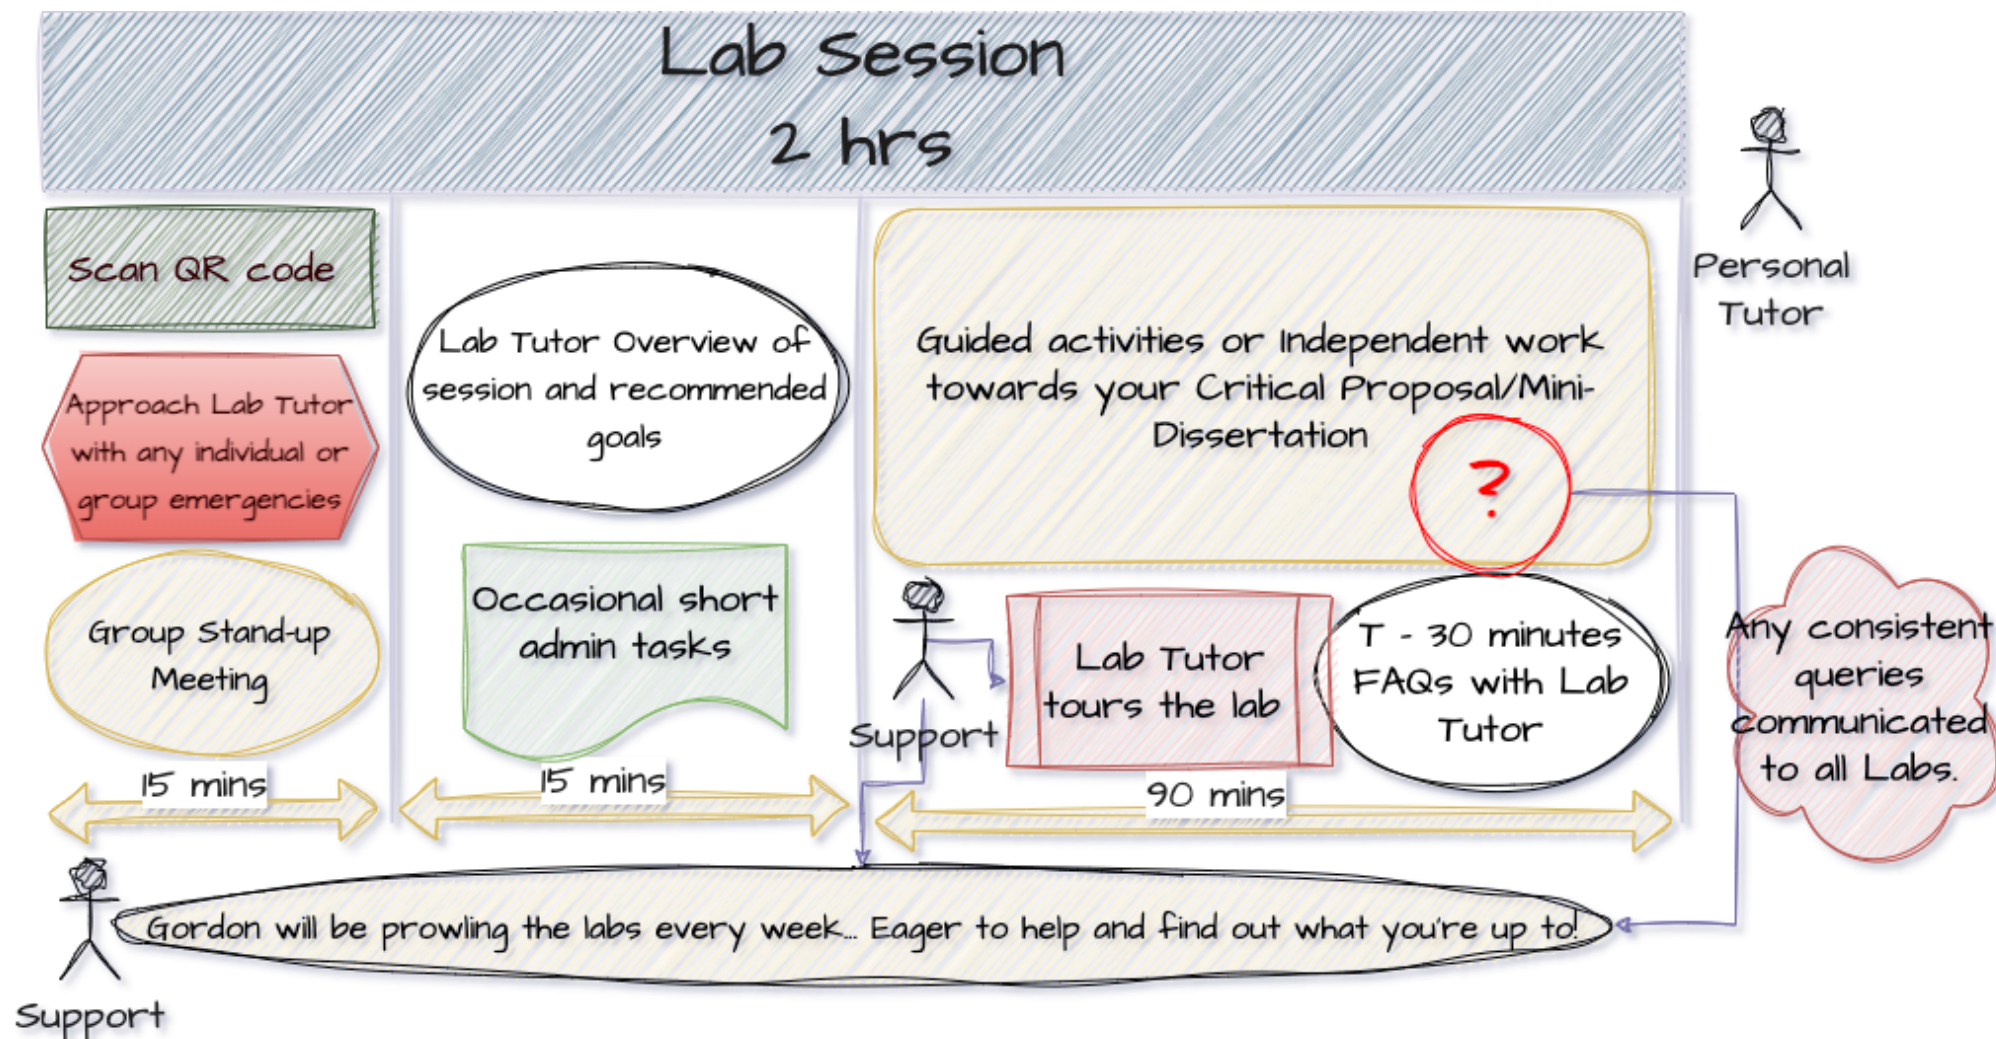 Lab Session
2 hrs
Personal
Tutor
Scan QR code
Approach Lab Tutor
with any individual or
group emergencies
Group Stand-up
Meeting
15 mins
Lab Tutor Overview of
session and recommended
goals
Occasional short
admin tasks
15 mins
Guided activities or Independent work
towards your Critical Proposal/Mini-
Dissertation
?
Support
Lab Tutor
tours the lab
T - 30 minutes
FAQs with Lab
Tutor
90 mins
Any consistent
queries
communicated
to all Labs.
Gordon will be prowling the labs every week... Eager to help and find out what you're up to!
Support